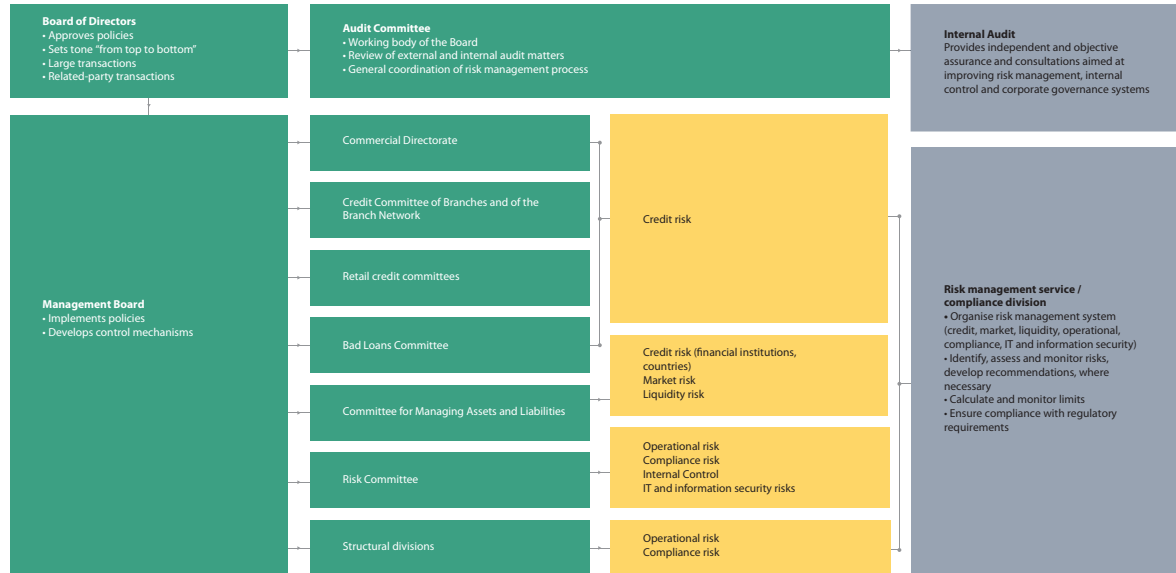 Board of Directors
• Approves policies
• Sets tone “from top to bottom”
• Large transactions
• Related-party transactions
Audit Committee
• Working body of the Board
• Review of external and internal audit matters
• General coordination of risk management process
Internal Audit
Provides independent and objective
assurance and consultations aimed at
improving risk management, internal
control and corporate governance systems
Management Board
• Implements policies
• Develops control mechanisms
Commercial Directorate
Credit Committee of Branches and of the
Branch Network
Retail credit committees
Bad Loans Committee
Committee for Managing Assets and Liabilities
Risk Committee
Structural divisions
Credit risk
Credit risk (financial institutions,
countries)
Market risk
Liquidity risk
Operational risk
Compliance risk
Internal Control
IT and information security risks
Operational risk
Compliance risk
Risk management service /
compliance division
• Organise risk management system
(credit, market, liquidity, operational,
compliance, IT and information security)
• Identify, assess and monitor risks,
develop recommendations, where
necessary
• Calculate and monitor limits
• Ensure compliance with regulatory
requirements